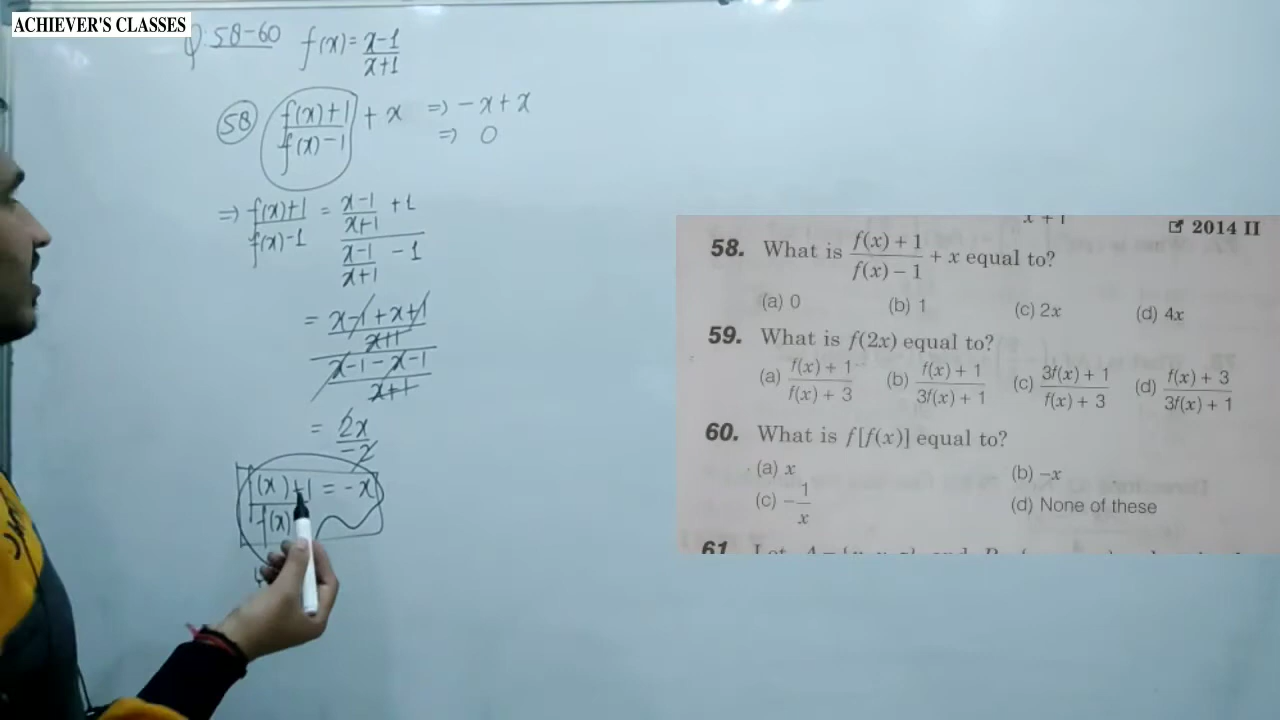 ACHIEVER'S CLASSES
Q. 58-60 f(x) = x-1 / x+1
58 f(x)+1 / f(x)-1 + x ⇒ -x+x
⇒ 0
⇒ f(x)+1 / f(x)-1 = x-1 / x+1 + 1 / x-1 / x+1 - 1
= x-1+x+1 / x+1 / x-1-x-1 / x+1
= 2x / -2
f(x)+1 / f(x) = -x
x + 1
2014 II
58. What is f(x) + 1 / f(x) – 1 + x equal to?
(a) 0 (b) 1 (c) 2x (d) 4x
59. What is f(2x) equal to?
(a) f(x) + 1 / f(x) + 3 (b) f(x) + 1 / 3f(x) + 1 (c) 3f(x) + 1 / f(x) + 3 (d) f(x) + 3 / 3f(x) + 1
60. What is f[f(x)] equal to?
(a) x (b) –x
(c) – 1 / x (d) None of these
61